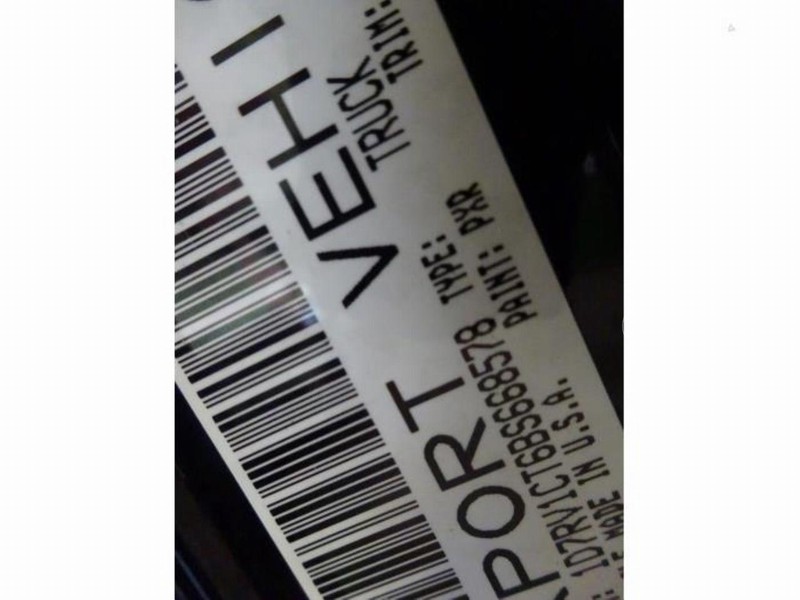 PORT VEHI
: 1D7RV1CT6BS668578 TYPE: TRUCK
MADE IN U.S.A. PAINT: PXR TRIM: